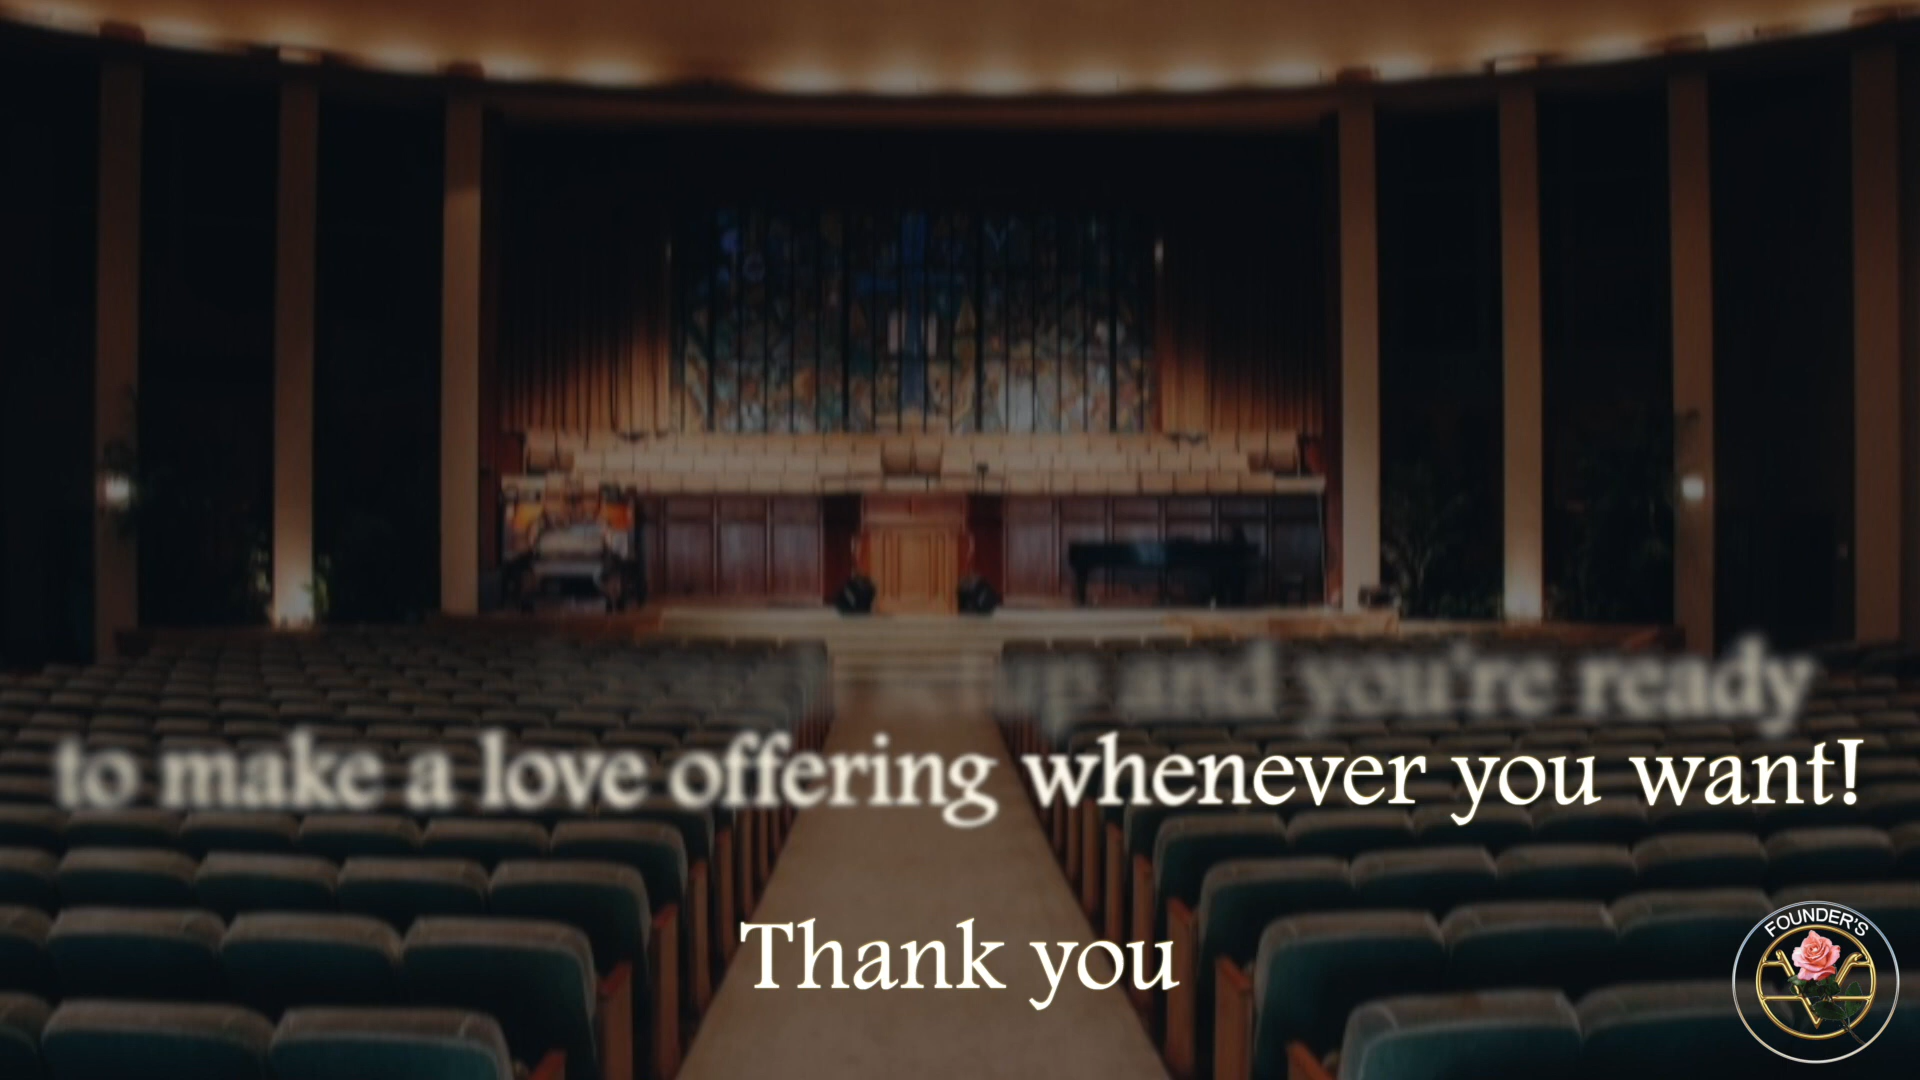 up and you're ready
to make a love offering whenever you want!
Thank you
FOUNDER'S